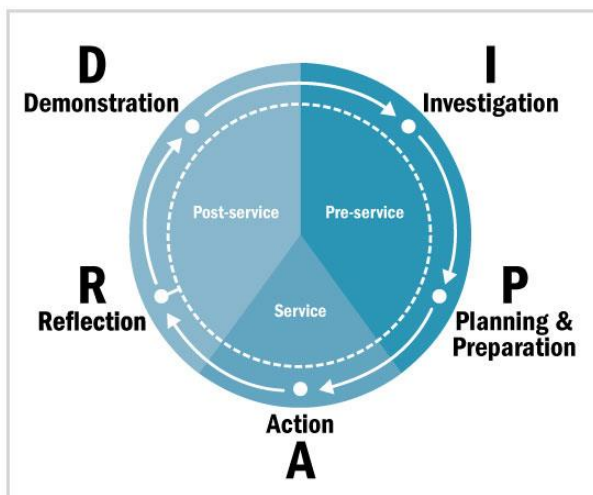 D
Demonstration
I
Investigation
Post-service
Pre-service
R
Reflection
Service
P
Planning &
Preparation
Action
A